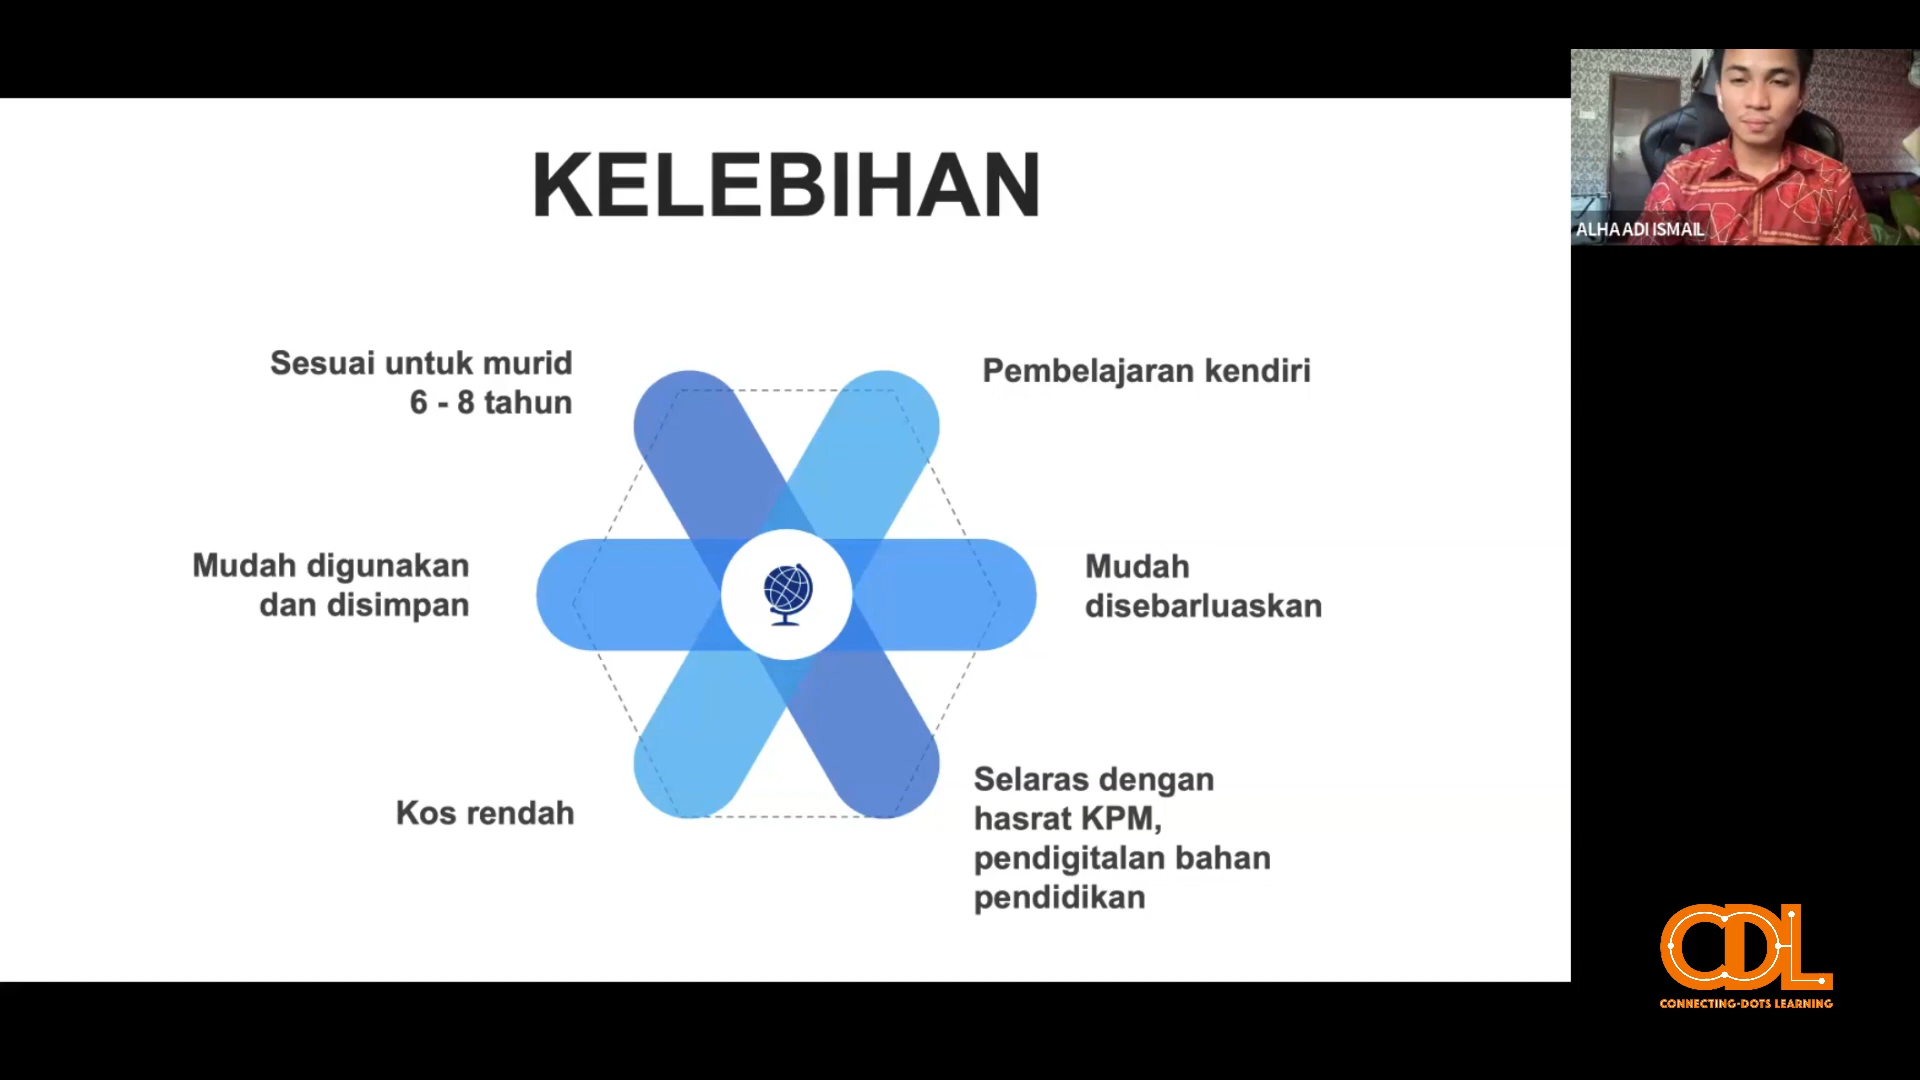 KELEBIHAN
Sesuai untuk murid
6 - 8 tahun
Pembelajaran kendiri
Mudah digunakan
dan disimpan
Mudah
disebarluaskan
Kos rendah
Selaras dengan
hasrat KPM,
pendigitalan bahan
pendidikan
ALHAADI ISMAIL
CDL
CONNECTING-DOTS LEARNING